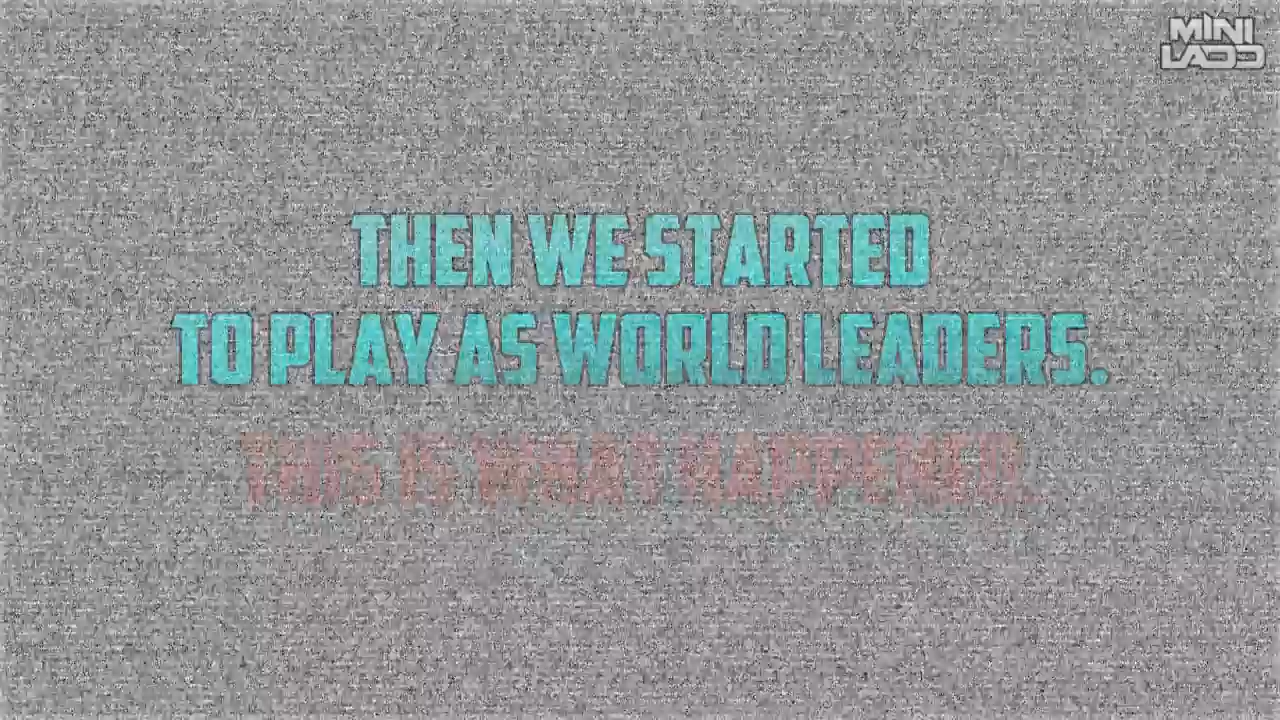 MINI
LADD
THEN WE STARTED
TO PLAY AS WORLD LEADERS.
THIS IS WHAT HAPPENED.